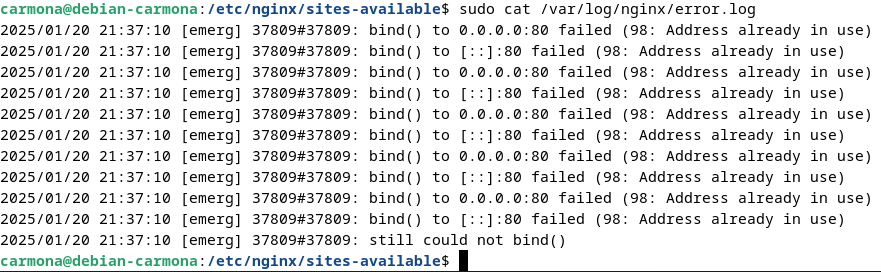 carmona@debian-carmona:/etc/nginx/sites-available$ sudo cat /var/log/nginx/error.log
2025/01/20 21:37:10 [emerg] 37809#37809: bind() to 0.0.0.0:80 failed (98: Address already in use)
2025/01/20 21:37:10 [emerg] 37809#37809: bind() to [::]:80 failed (98: Address already in use)
2025/01/20 21:37:10 [emerg] 37809#37809: bind() to 0.0.0.0:80 failed (98: Address already in use)
2025/01/20 21:37:10 [emerg] 37809#37809: bind() to [::]:80 failed (98: Address already in use)
2025/01/20 21:37:10 [emerg] 37809#37809: bind() to 0.0.0.0:80 failed (98: Address already in use)
2025/01/20 21:37:10 [emerg] 37809#37809: bind() to [::]:80 failed (98: Address already in use)
2025/01/20 21:37:10 [emerg] 37809#37809: bind() to 0.0.0.0:80 failed (98: Address already in use)
2025/01/20 21:37:10 [emerg] 37809#37809: bind() to [::]:80 failed (98: Address already in use)
2025/01/20 21:37:10 [emerg] 37809#37809: bind() to 0.0.0.0:80 failed (98: Address already in use)
2025/01/20 21:37:10 [emerg] 37809#37809: bind() to [::]:80 failed (98: Address already in use)
2025/01/20 21:37:10 [emerg] 37809#37809: still could not bind()
carmona@debian-carmona:/etc/nginx/sites-available$